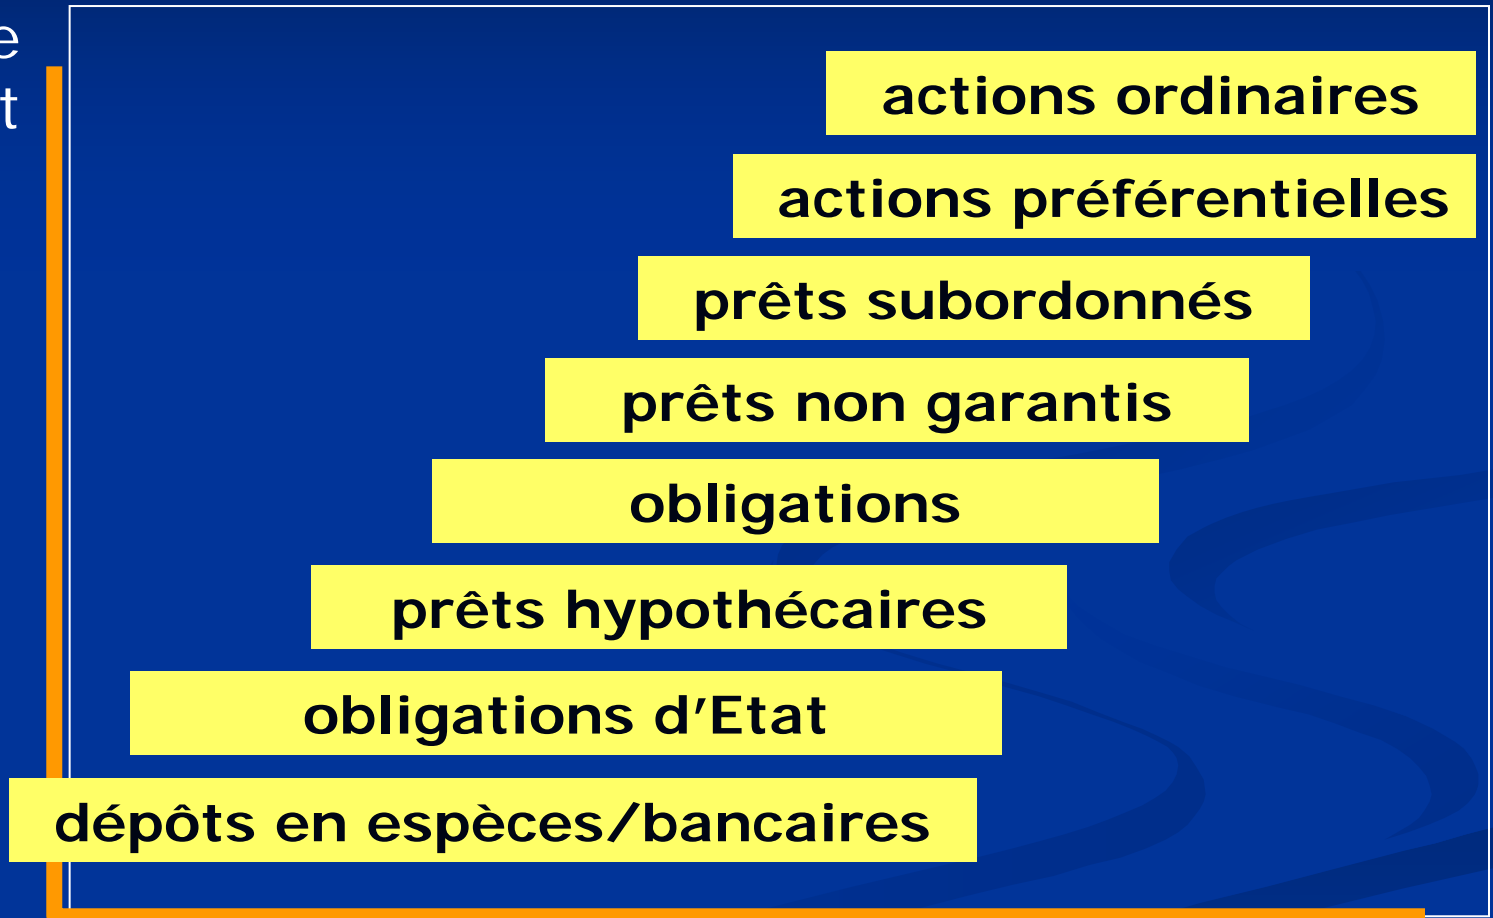 actions ordinaires
actions préférentielles
prêts subordonnés
prêts non garantis
obligations
prêts hypothécaires
obligations d’Etat
dépôts en espèces/bancaires